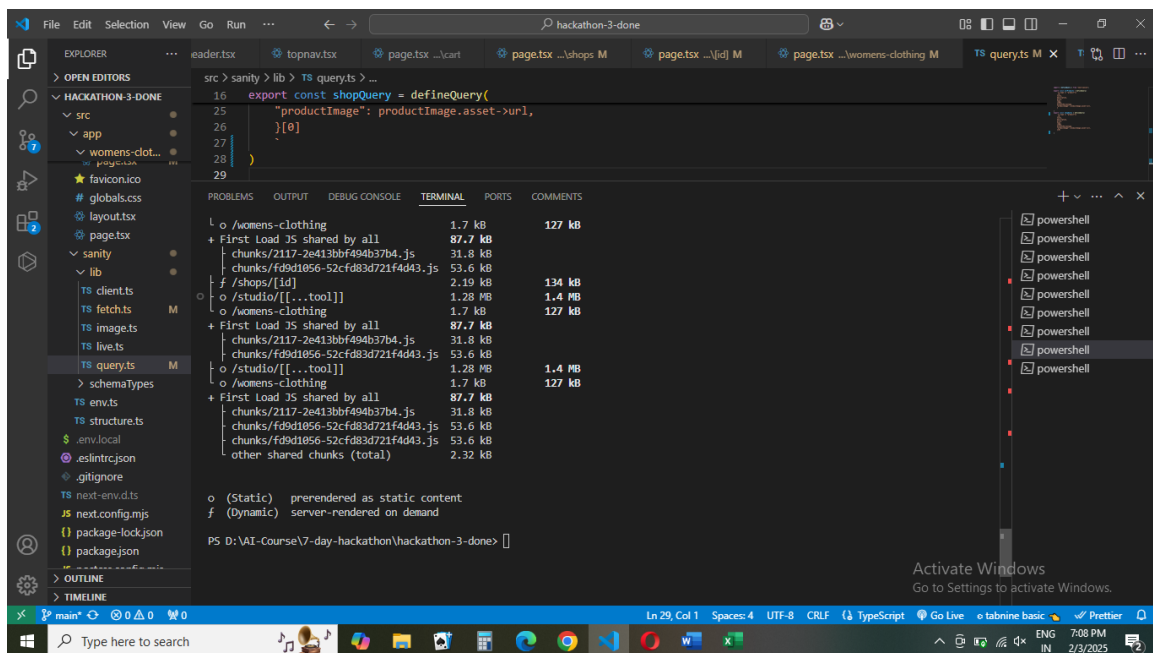 File Edit Selection View Go Run ··· hackathon-3-done
EXPLORER ···
eader.tsx topnav.tsx page.tsx ...\cart page.tsx ...\shops M page.tsx ...\[id] M page.tsx ...\womens-clothing M TS query.ts M
src > sanity > lib > TS query.ts > ...
OPEN EDITORS
HACKATHON-3-DONE
src
app
womens-clot...
page.tsx M
favicon.ico
# globals.css
layout.tsx
page.tsx
sanity
lib
TS client.ts
TS fetch.ts M
TS image.ts
TS live.ts
TS query.ts M
schemaTypes
TS env.ts
TS structure.ts
$ .env.local
.eslintrc.json
.gitignore
TS next-env.d.ts
JS next.config.mjs
{} package-lock.json
{} package.json
OUTLINE
TIMELINE
7
2
16 export const shopQuery = defineQuery(
25 "productImage": productImage.asset->url,
26 }[0]
27 `
28 )
29
PROBLEMS OUTPUT DEBUG CONSOLE TERMINAL PORTS COMMENTS
└ o /womens-clothing 1.7 kB 127 kB
+ First Load JS shared by all 87.7 kB
├ chunks/2117-2e413bbf494b37b4.js 31.8 kB
├ chunks/fd9d1056-52cfd83d721f4d43.js 53.6 kB
├ ƒ /shops/[id] 2.19 kB 134 kB
├ o /studio/[[...tool]] 1.28 MB 1.4 MB
└ o /womens-clothing 1.7 kB 127 kB
+ First Load JS shared by all 87.7 kB
├ chunks/2117-2e413bbf494b37b4.js 31.8 kB
├ chunks/fd9d1056-52cfd83d721f4d43.js 53.6 kB
├ o /studio/[[...tool]] 1.28 MB 1.4 MB
└ o /womens-clothing 1.7 kB 127 kB
+ First Load JS shared by all 87.7 kB
├ chunks/2117-2e413bbf494b37b4.js 31.8 kB
├ chunks/fd9d1056-52cfd83d721f4d43.js 53.6 kB
├ chunks/fd9d1056-52cfd83d721f4d43.js 53.6 kB
└ other shared chunks (total) 2.32 kB
o (Static) prerendered as static content
ƒ (Dynamic) server-rendered on demand
PS D:\AI-Course\7-day-hackathon\hackathon-3-done>
powershell
powershell
powershell
powershell
powershell
powershell
powershell
powershell
powershell
Activate Windows
Go to Settings to activate Windows.
main* 0 0 0 Ln 29, Col 1 Spaces: 4 UTF-8 CRLF TypeScript Go Live tabnine basic Prettier
Type here to search
ENG 7:08 PM
IN 2/3/2025
2